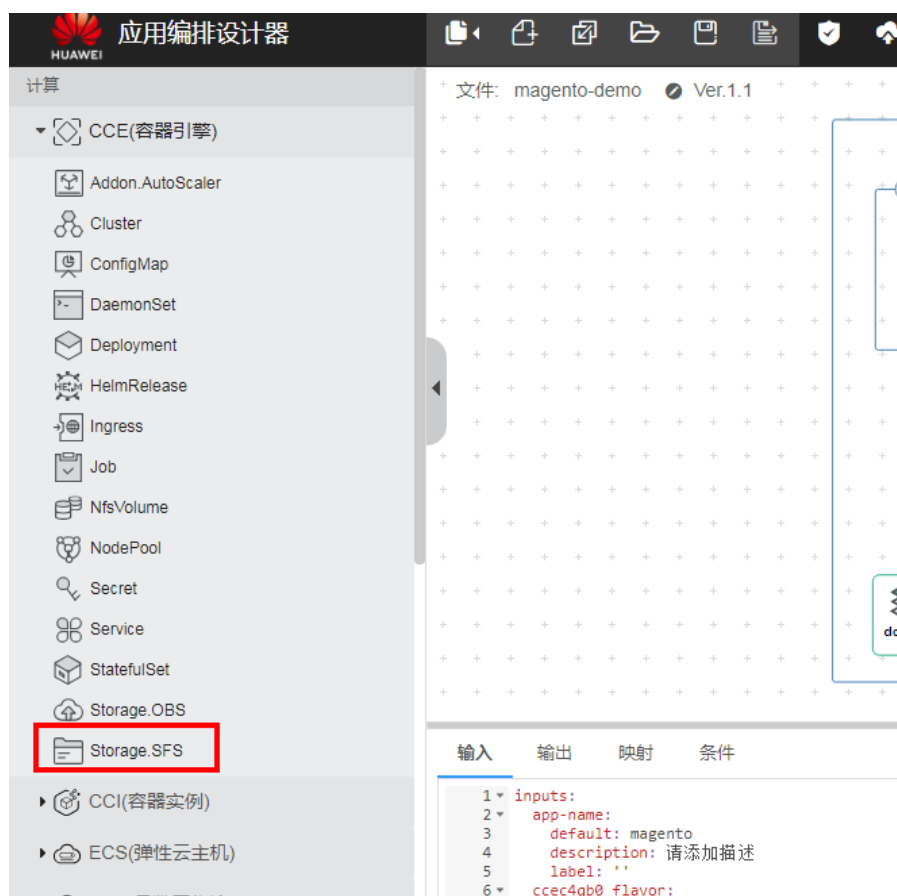 HUAWEI
应用编排设计器
计算
文件: magento-demo Ver.1.1
CCE(容器引擎)
Addon.AutoScaler
Cluster
ConfigMap
DaemonSet
Deployment
HelmRelease
Ingress
Job
NfsVolume
NodePool
Secret
Service
StatefulSet
Storage.OBS
Storage.SFS
CCI(容器实例)
ECS(弹性云主机)
输入 输出 映射 条件
1 inputs:
2 app-name:
3 default: magento
4 description: 请添加描述
5 label: ''
6 ccec4qb0_flavor: